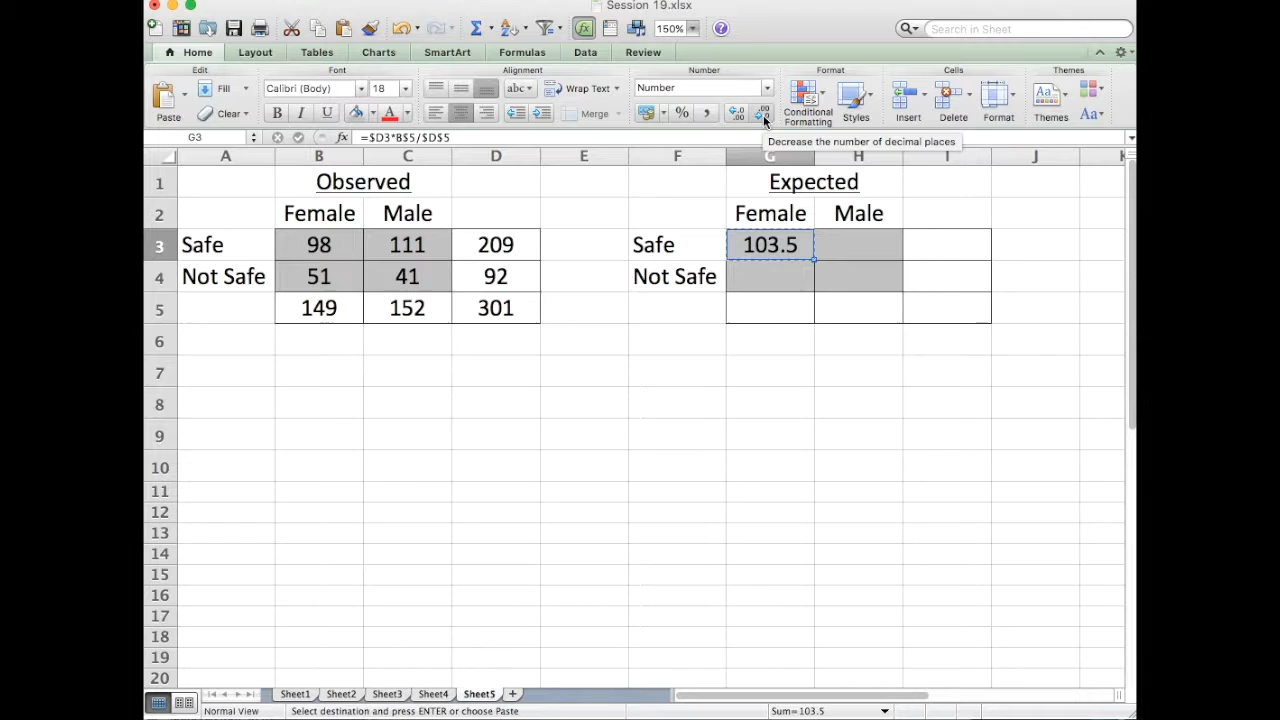 Session 19.xlsx
150%
Search in Sheet
Home Layout Tables Charts SmartArt Formulas Data Review
Edit Font Alignment Number Format Cells Themes
Fill Calibri (Body) abc Wrap Text Number
Paste Clear B I U A Merge % , Conditional Formatting Styles Insert Delete Format Themes Aa
G3 fx =$D3*B$5/$D$5
Decrease the number of decimal places
A B C D E F G H I J K
1 Observed Expected
2 Female Male Female Male
3 Safe 98 111 209 Safe 103.5
4 Not Safe 51 41 92 Not Safe
5 149 152 301
6
7
8
9
10
11
12
13
14
15
16
17
18
19
20
Sheet1 Sheet2 Sheet3 Sheet4 Sheet5 +
Normal View Select destination and press ENTER or choose Paste Sum=103.5